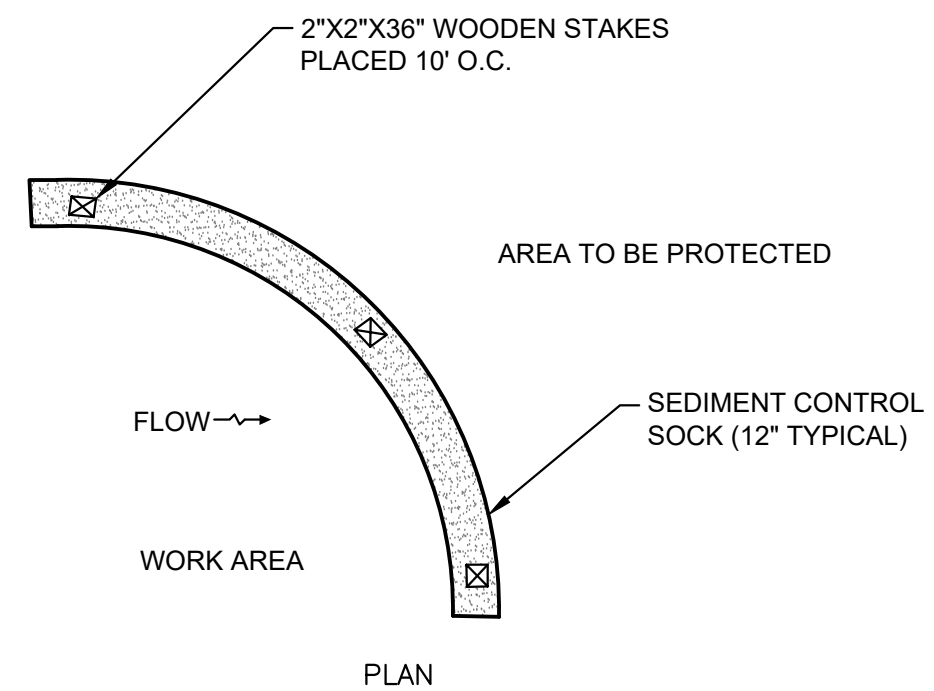 2"X2"X36" WOODEN STAKES
PLACED 10' O.C.
AREA TO BE PROTECTED
SEDIMENT CONTROL
SOCK (12" TYPICAL)
FLOW
WORK AREA
PLAN